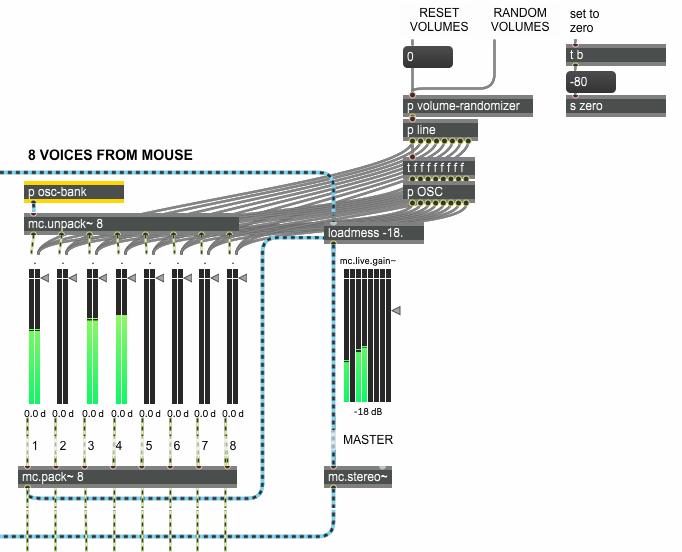 RESET
VOLUMES
RANDOM
VOLUMES
set to
zero
0
t b
-80
p volume-randomizer
s zero
p line
8 VOICES FROM MOUSE
t f f f f f f f f f
p osc-bank
p OSC
mc.unpack~ 8
loadmess -18.
mc.live.gain~
0.0 d 0.0 d 0.0 d 0.0 d 0.0 d 0.0 d 0.0 d 0.0 d
-18 dB
1 2 3 4 5 6 7 8
MASTER
mc.pack~ 8
mc.stereo~